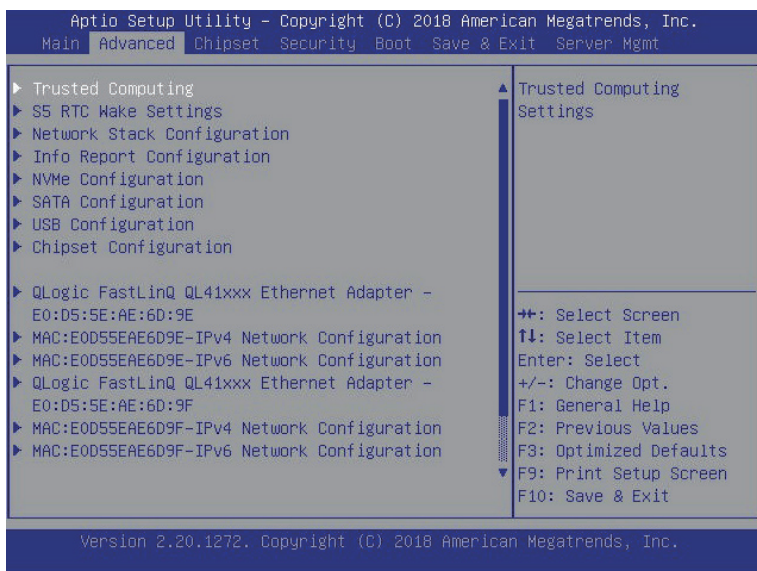 Aptio Setup Utility – Copyright (C) 2018 American Megatrends, Inc.
Main Advanced Chipset Security Boot Save & Exit Server Mgmt
Trusted Computing
S5 RTC Wake Settings
Network Stack Configuration
Info Report Configuration
NVMe Configuration
SATA Configuration
USB Configuration
Chipset Configuration
QLogic FastLinQ QL41xxx Ethernet Adapter –
E0:D5:5E:AE:6D:9E
MAC:E0D55EAE6D9E-IPv4 Network Configuration
MAC:E0D55EAE6D9E-IPv6 Network Configuration
QLogic FastLinQ QL41xxx Ethernet Adapter –
E0:D5:5E:AE:6D:9F
MAC:E0D55EAE6D9F-IPv4 Network Configuration
MAC:E0D55EAE6D9F-IPv6 Network Configuration
Trusted Computing
Settings
→←: Select Screen
↑↓: Select Item
Enter: Select
+/-: Change Opt.
F1: General Help
F2: Previous Values
F3: Optimized Defaults
F9: Print Setup Screen
F10: Save & Exit
Version 2.20.1272. Copyright (C) 2018 American Megatrends, Inc.